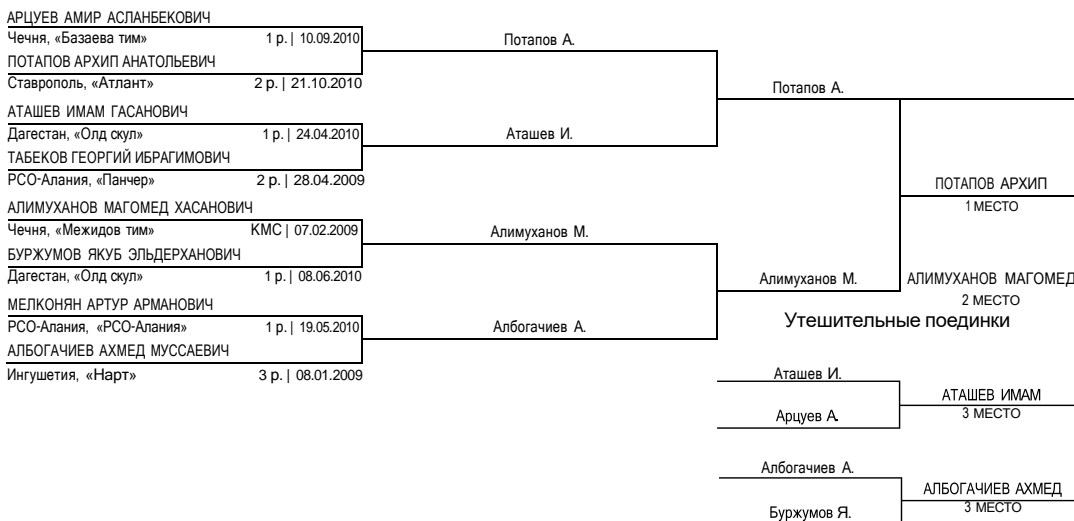 АРЦУЕВ АМИР АСЛАНБЕКОВИЧ
Чечня, «Базаева тим» 1 р. | 10.09.2010
ПОТАПОВ АРХИП АНАТОЛЬЕВИЧ
Ставрополь, «Атлант» 2 р. | 21.10.2010
АТАШЕВ ИМАМ ГАСАНОВИЧ
Дагестан, «Олд скул» 1 р. | 24.04.2010
ТАБЕКОВ ГЕОРГИЙ ИБРАГИМОВИЧ
РСО-Алания, «Панчер» 2 р. | 28.04.2009
АЛИМУХАНОВ МАГОМЕД ХАСАНОВИЧ
Чечня, «Межидов тим» КМС | 07.02.2009
БУРЖУМОВ ЯКУБ ЭЛЬДЕРХАНОВИЧ
Дагестан, «Олд скул» 1 р. | 08.06.2010
МЕЛКОНЯН АРТУР АРМАНОВИЧ
РСО-Алания, «РСО-Алания» 1 р. | 19.05.2010
АЛБОГАЧИЕВ АХМЕД МУССАЕВИЧ
Ингушетия, «Нарт» 3 р. | 08.01.2009
Потапов А.
Аташев И.
Алимуханов М.
Албогачиев А.
Потапов А.
Алимуханов М.
ПОТАПОВ АРХИП
1 МЕСТО
АЛИМУХАНОВ МАГОМЕД
2 МЕСТО
Утешительные поединки
Аташев И.
Арцуев А.
АТАШЕВ ИМАМ
3 МЕСТО
Албогачиев А.
Буржумов Я.
АЛБОГАЧИЕВ АХМЕД
3 МЕСТО